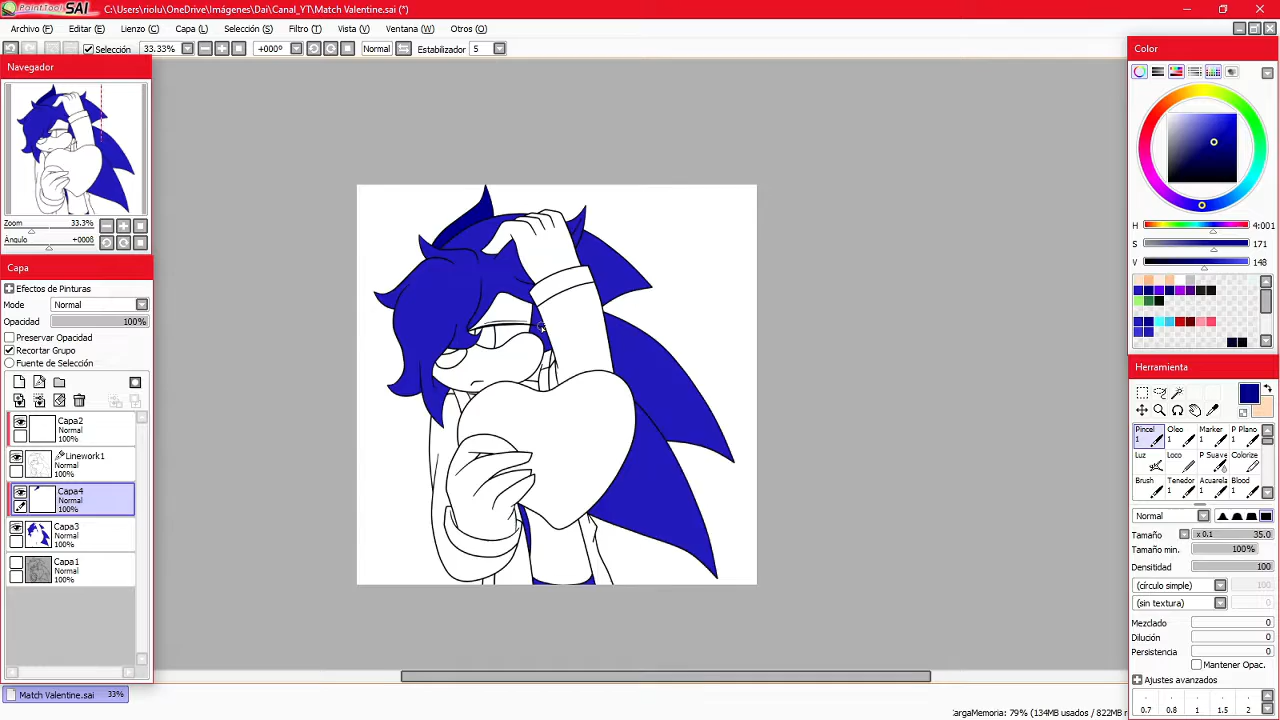 PaintTool SAI C:\Users\riolu\OneDrive\Imágenes\Dai\Canal_YT\Match Valentine.sai (*)
Archivo (F) Editar (E) Lienzo (C) Capa (L) Selección (S) Filtro (T) Vista (V) Ventana (W) Otros (O)
Selección 33.33% +000º Normal Estabilizador 5
Navegador
Zoom 33.3%
Angulo +000ß
Capa
Efectos de Pinturas
Mode Normal
Opacidad 100%
Preservar Opacidad
Recortar Grupo
Fuente de Selección
Capa2
Normal
100%
Linework1
Normal
100%
Capa4
Normal
100%
Capa3
Normal
100%
Capa1
Normal
100%
Match Valentine.sai 33%
Color
H 4:001
S 171
V 148
Herramienta
Pincel Oleo Marker P Plano
1 1 1 1
Luz Loco P Suave Colorize
Brush Tenedor Acuarela Blood
1 1 1
Normal
Tamaño x 0.1 35.0
Tamaño min. 100%
Densitidad 100
(círculo simple) 100
(sin textura) 0
Mezclado 0
Dilución 0
Persistencia 0
Mantener Opac.
Ajustes avanzados
0.7 0.8 1 1.5 2
CargaMemoria: 79% (134MB usados / 822MB